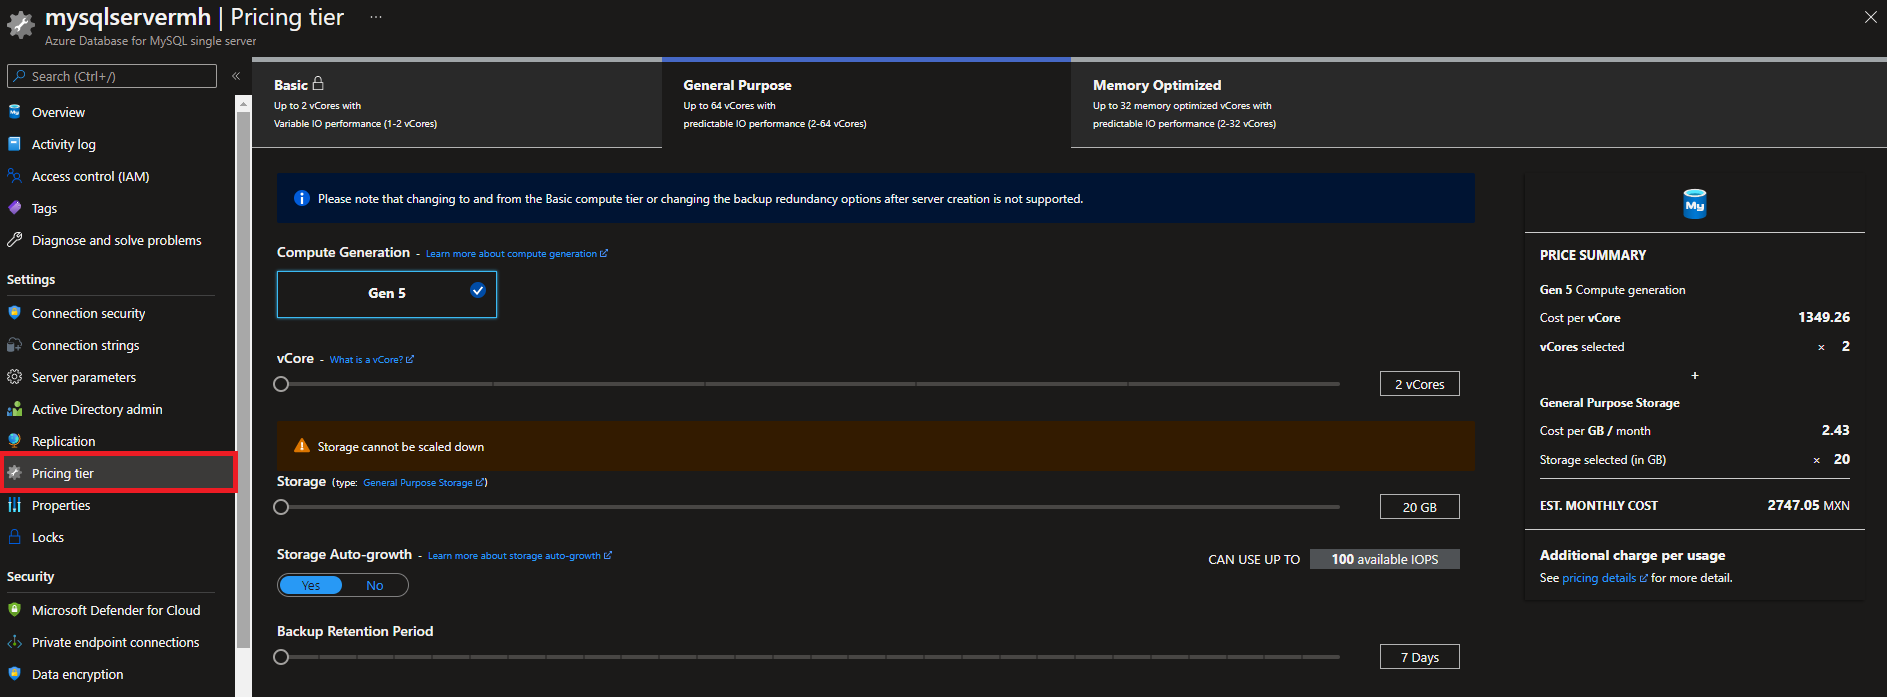 mysqlservermh | Pricing tier ...
Azure Database for MySQL single server
Search (Ctrl+/)
«
Overview
Activity log
Access control (IAM)
Tags
Diagnose and solve problems
Settings
Connection security
Connection strings
Server parameters
Active Directory admin
Replication
Pricing tier
Properties
Locks
Security
Microsoft Defender for Cloud
Private endpoint connections
Data encryption
Basic
Up to 2 vCores with
Variable IO performance (1-2 vCores)
General Purpose
Up to 64 vCores with
predictable IO performance (2-64 vCores)
Memory Optimized
Up to 32 memory optimized vCores with
predictable IO performance (2-32 vCores)
Please note that changing to and from the Basic compute tier or changing the backup redundancy options after server creation is not supported.
Compute Generation - Learn more about compute generation
Gen 5
vCore - What is a vCore?
2 vCores
Storage cannot be scaled down
Storage (type: General Purpose Storage)
20 GB
Storage Auto-growth - Learn more about storage auto-growth
Yes No
CAN USE UP TO 100 available IOPS
Backup Retention Period
7 Days
My
PRICE SUMMARY
Gen 5 Compute generation
Cost per vCore 1349.26
vCores selected × 2
+
General Purpose Storage
Cost per GB / month 2.43
Storage selected (in GB) × 20
EST. MONTHLY COST 2747.05 MXN
Additional charge per usage
See pricing details for more detail.